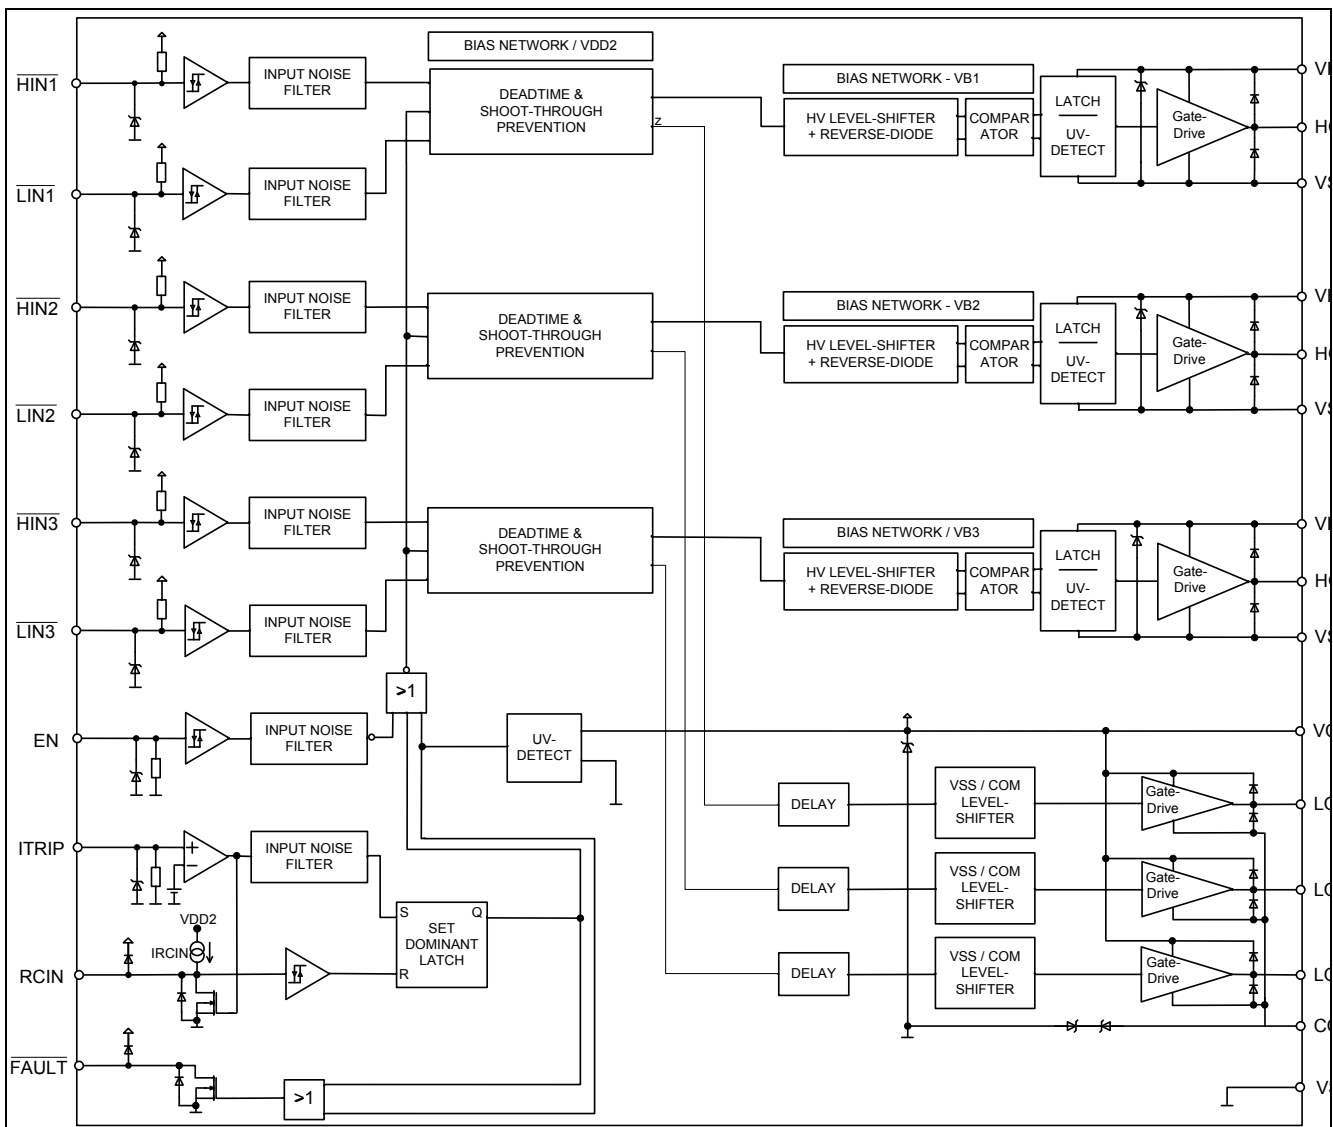 BIAS NETWORK / VDD2
HIN1
INPUT NOISE
FILTER
DEADTIME &
SHOOT-THROUGH
PREVENTION
Z
BIAS NETWORK - VB1
HV LEVEL-SHIFTER
+ REVERSE-DIODE
COMPAR
ATOR
LATCH
UV-
DETECT
Gate-
Drive
LIN1
INPUT NOISE
FILTER
HIN2
INPUT NOISE
FILTER
DEADTIME &
SHOOT-THROUGH
PREVENTION
BIAS NETWORK - VB2
HV LEVEL-SHIFTER
+ REVERSE-DIODE
COMPAR
ATOR
LATCH
UV-
DETECT
Gate-
Drive
LIN2
INPUT NOISE
FILTER
HIN3
INPUT NOISE
FILTER
DEADTIME &
SHOOT-THROUGH
PREVENTION
BIAS NETWORK / VB3
HV LEVEL-SHIFTER
+ REVERSE-DIODE
COMPAR
ATOR
LATCH
UV-
DETECT
Gate-
Drive
LIN3
INPUT NOISE
FILTER
>1
EN
INPUT NOISE
FILTER
UV-
DETECT
DELAY
VSS / COM
LEVEL-
SHIFTER
Gate-
Drive
ITRIP
+
−
INPUT NOISE
FILTER
DELAY
VSS / COM
LEVEL-
SHIFTER
Gate-
Drive
VDD2
IRCIN
S
Q
SET
DOMINANT
LATCH
R
RCIN
DELAY
VSS / COM
LEVEL-
SHIFTER
Gate-
Drive
FAULT
>1